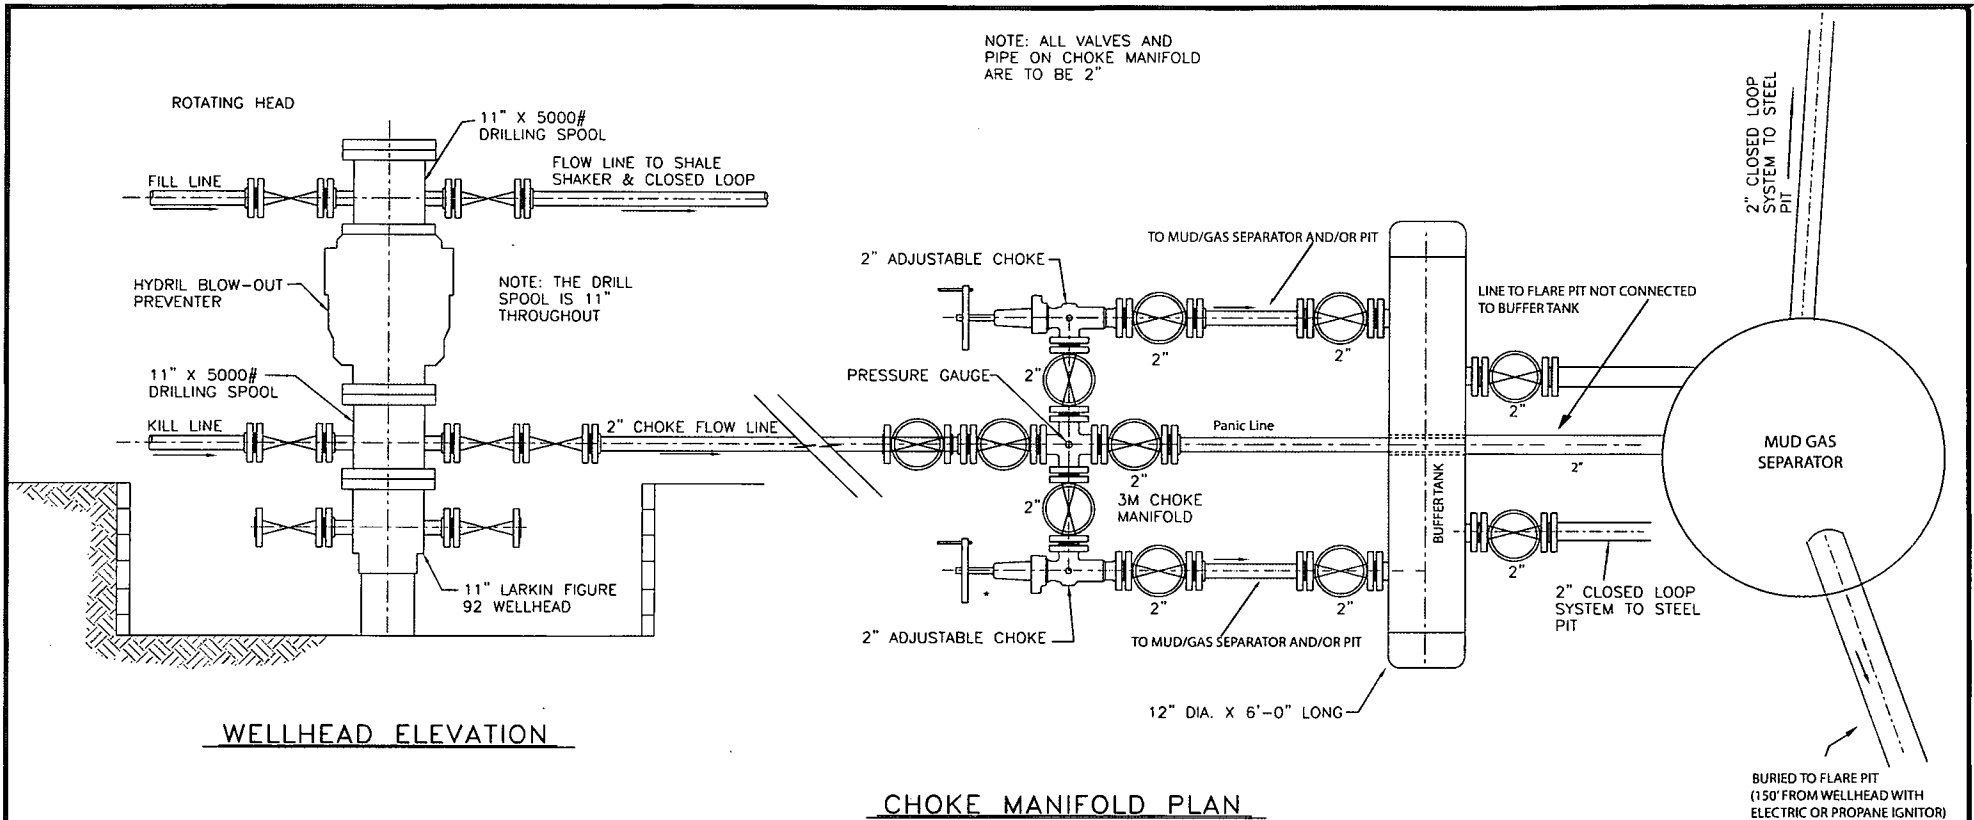 NOTE: ALL VALVES AND
PIPE ON CHOKE MANIFOLD
ARE TO BE 2"
ROTATING HEAD
11" X 5000#
DRILLING SPOOL
FILL LINE
FLOW LINE TO SHALE
SHAKER & CLOSED LOOP
HYDRIL BLOW-OUT
PREVENTER
NOTE: THE DRILL
SPOOL IS 11"
THROUGHOUT
11" X 5000#
DRILLING SPOOL
KILL LINE
2" CHOKE FLOW LINE
11" LARKIN FIGURE
92 WELLHEAD
WELLHEAD ELEVATION
2" ADJUSTABLE CHOKE
TO MUD/GAS SEPARATOR AND/OR PIT
2"
2"
2"
PRESSURE GAUGE
Panic Line
2"
2"
3M CHOKE
MANIFOLD
2"
2"
2" ADJUSTABLE CHOKE
TO MUD/GAS SEPARATOR AND/OR PIT
BUFFER TANK
12" DIA. X 6'-0" LONG
LINE TO FLARE PIT NOT CONNECTED
TO BUFFER TANK
2"
2"
2"
2" CLOSED LOOP
SYSTEM TO STEEL
PIT
2" CLOSED LOOP
SYSTEM TO STEEL
PIT
MUD GAS
SEPARATOR
BURIED TO FLARE PIT
(150' FROM WELLHEAD WITH
ELECTRIC OR PROPANE IGNITOR)
CHOKE MANIFOLD PLAN